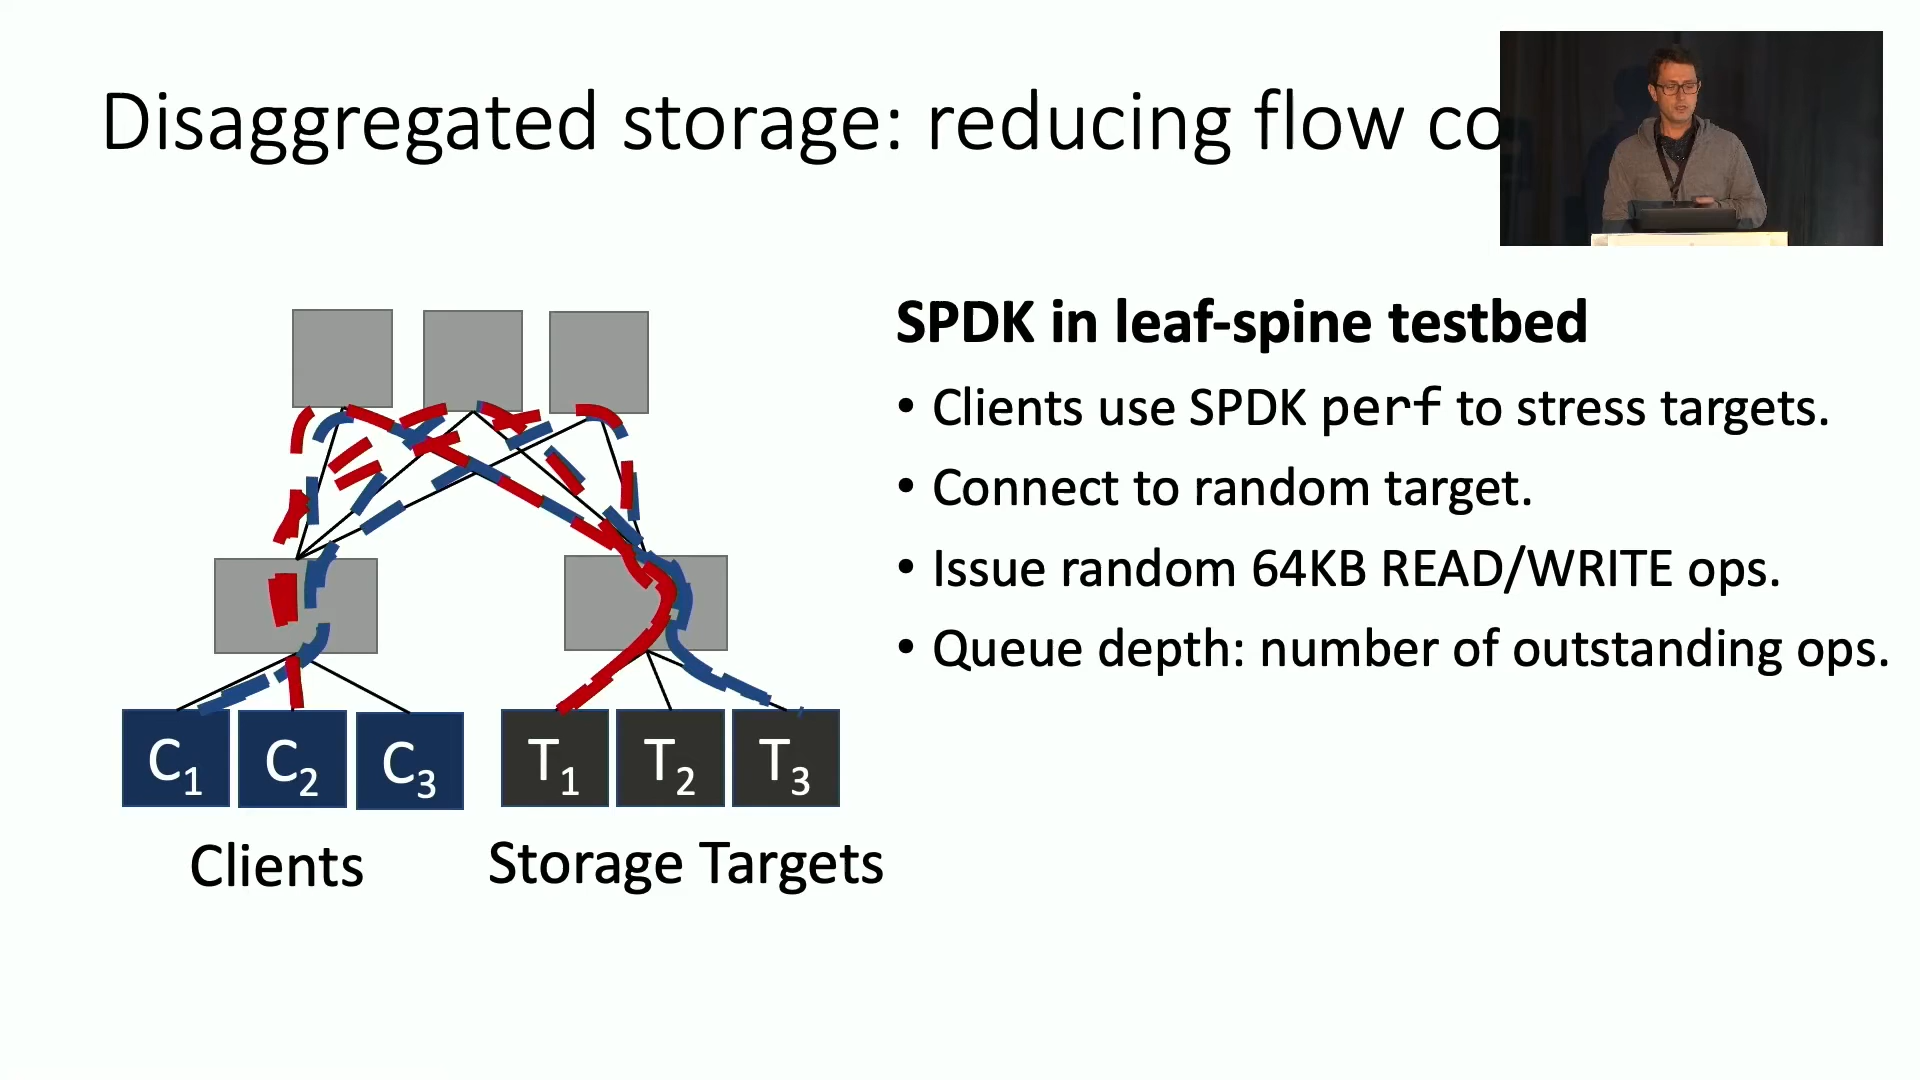 Disaggregated storage: reducing flow co
SPDK in leaf-spine testbed
• Clients use SPDK perf to stress targets.
• Connect to random target.
• Issue random 64KB READ/WRITE ops.
• Queue depth: number of outstanding ops.
C1 C2 C3 T1 T2 T3
Clients Storage Targets